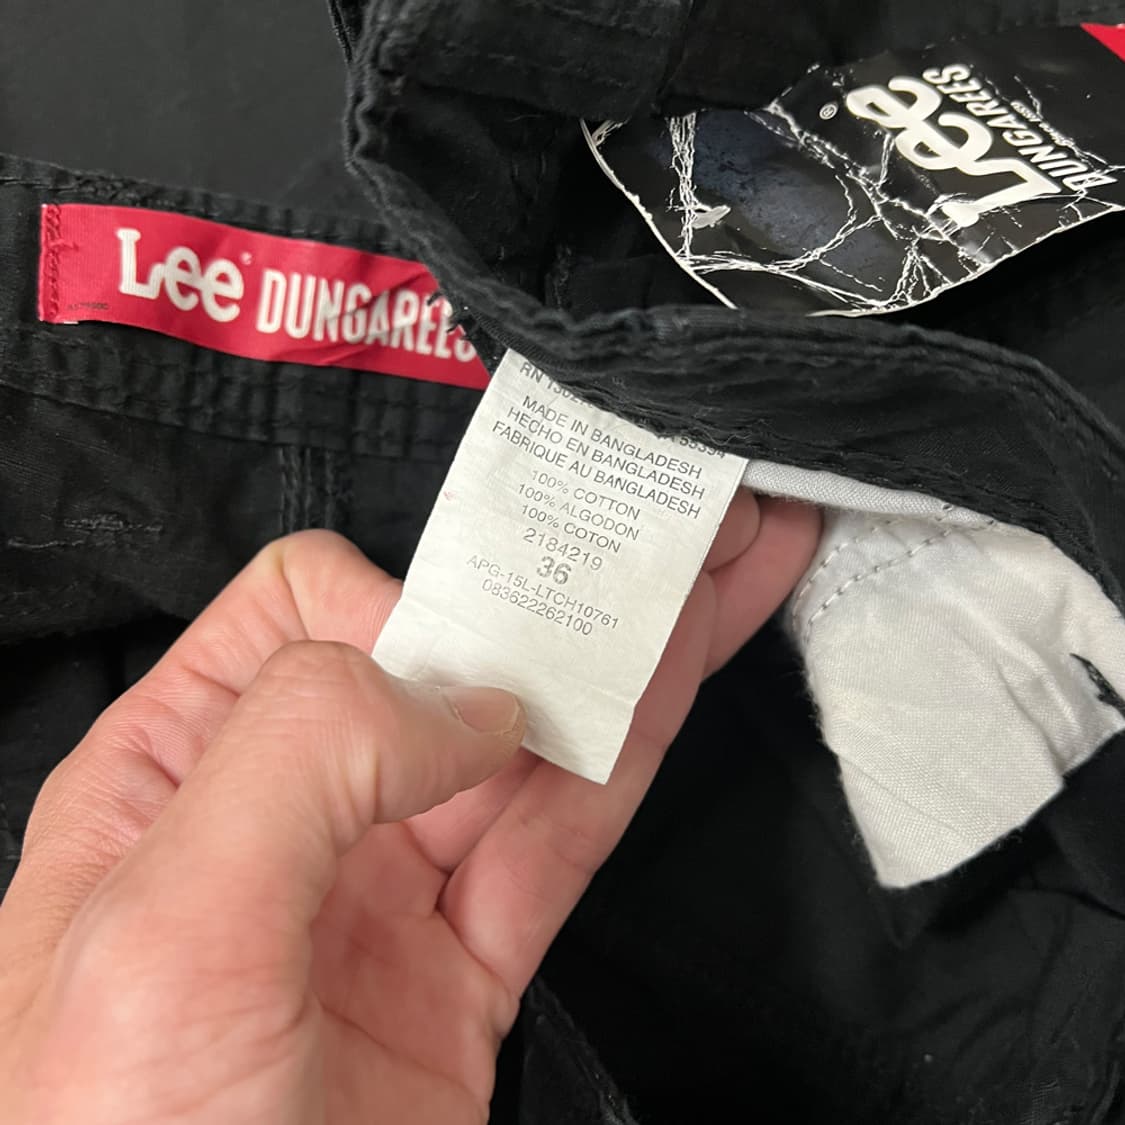 Lee® DUNGAREES
Lee®
DUNGAREES
RN
MADE IN BANGLADESH
HECHO EN BANGLADESH
FABRIQUE AU BANGLADESH
100% COTTON
100% ALGODON
100% COTON
2184219
36
APG-15L-LTCH10761
083622262100